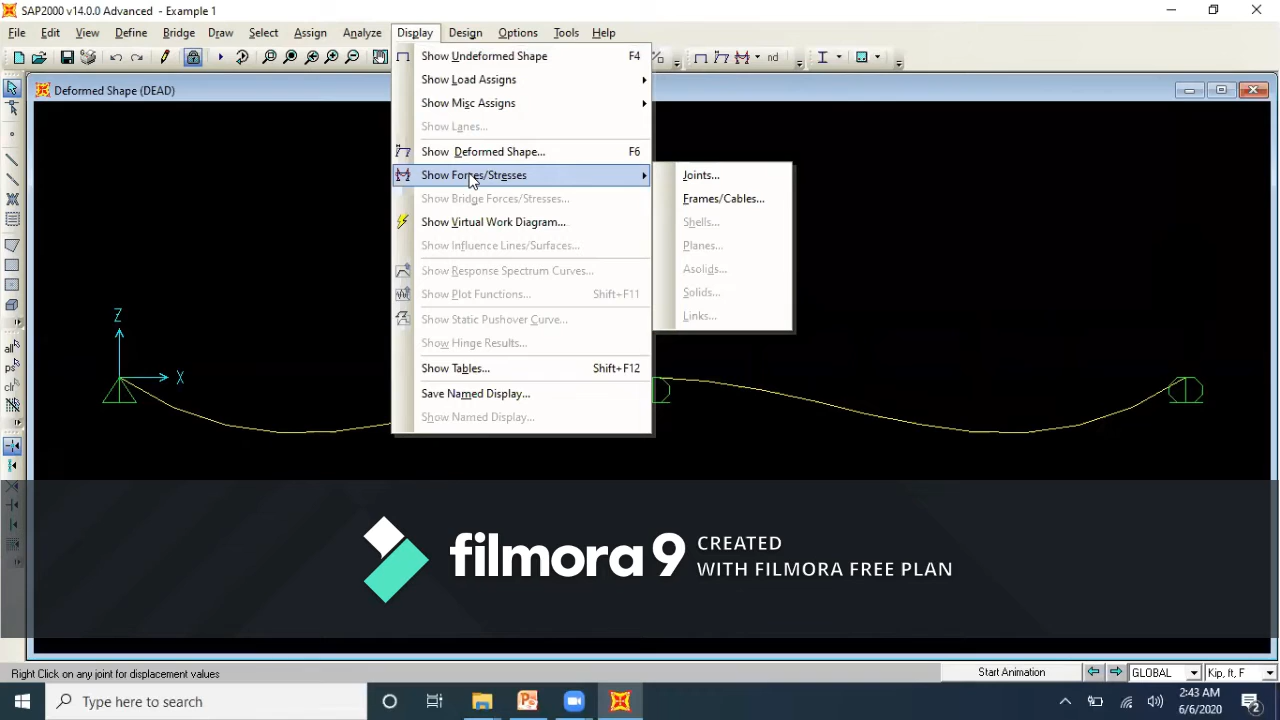 SAP2000 v14.0.0 Advanced - Example 1
File Edit View Define Bridge Draw Select Assign Analyze Display Design Options Tools Help
nd
Deformed Shape (DEAD)
Show Undeformed Shape F4
Show Load Assigns
Show Misc Assigns
Show Lanes...
Show Deformed Shape... F6
Show Forces/Stresses
Show Bridge Forces/Stresses...
Show Virtual Work Diagram...
Show Influence Lines/Surfaces...
Show Response Spectrum Curves...
Show Plot Functions... Shift+F11
Show Static Pushover Curve...
Show Hinge Results...
Show Tables... Shift+F12
Save Named Display...
Show Named Display...
Joints...
Frames/Cables...
Shells...
Planes...
Asolids...
Solids...
Links...
Z
X
all
ps
clr
filmora 9 CREATED
WITH FILMORA FREE PLAN
Right Click on any joint for displacement values
Start Animation
GLOBAL
Kip, ft, F
Type here to search
2:43 AM
6/6/2020
2